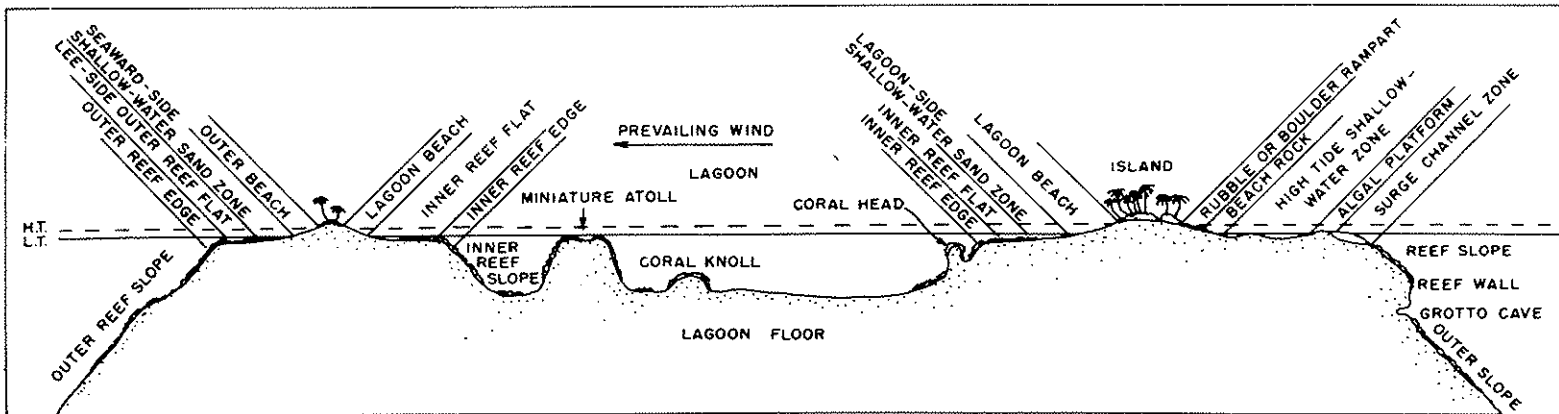 SEAWARD-SIDE
SHALLOW-WATER SAND ZONE
LEE-SIDE OUTER REEF FLAT
OUTER REEF EDGE
OUTER BEACH
LAGOON BEACH
INNER REEF FLAT
INNER REEF EDGE
PREVAILING WIND
LAGOON
MINIATURE ATOLL
LAGOON-SIDE
SHALLOW-WATER SAND ZONE
INNER REEF FLAT
INNER REEF EDGE
LAGOON BEACH
CORAL HEAD
ISLAND
RUBBLE OR BOULDER RAMPART
BEACH ROCK
HIGH TIDE SHALLOW-
WATER ZONE
ALGAL PLATFORM
SURGE CHANNEL ZONE
H.T.
L.T.
OUTER REEF SLOPE
INNER
REEF
SLOPE
CORAL KNOLL
LAGOON FLOOR
REEF SLOPE
REEF WALL
GROTTO CAVE
OUTER SLOPE